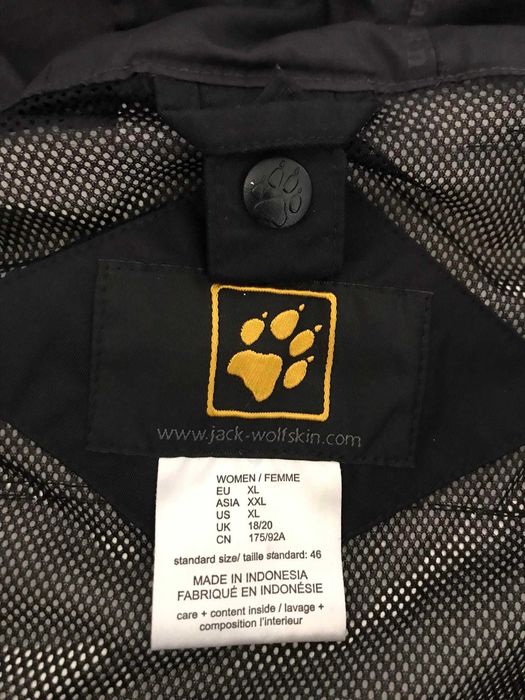 www.jack-wolfskin.com
WOMEN / FEMME
EU XL
ASIA XXL
US XL
UK 18/20
CN 175/92A
standard size/ taille standard: 46
MADE IN INDONESIA
FABRIQUÉ EN INDONÉSIE
care + content inside / lavage +
composition l'interieur